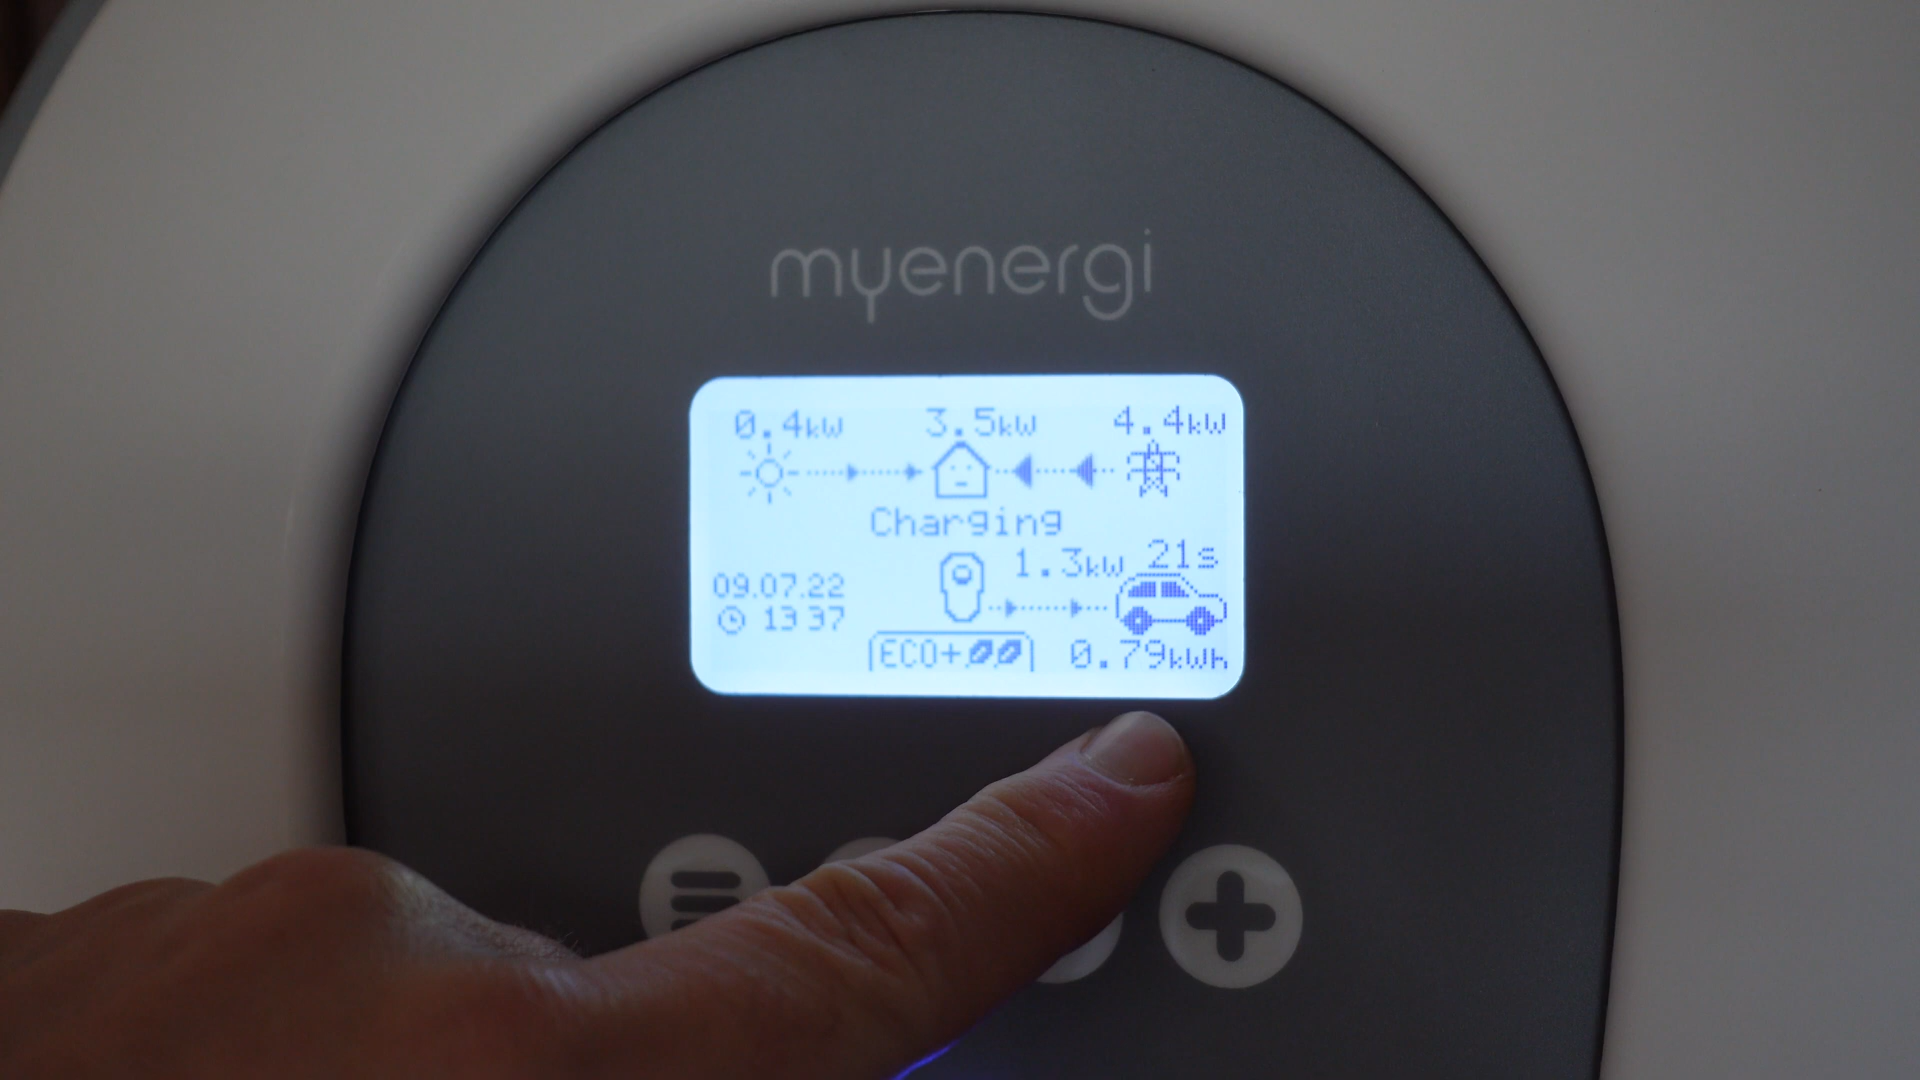 myenergi
0.4kW 3.5kW 4.4kW
Charging
1.3kW 21s
09.07.22
13 37
ECO+ 0.79kWh